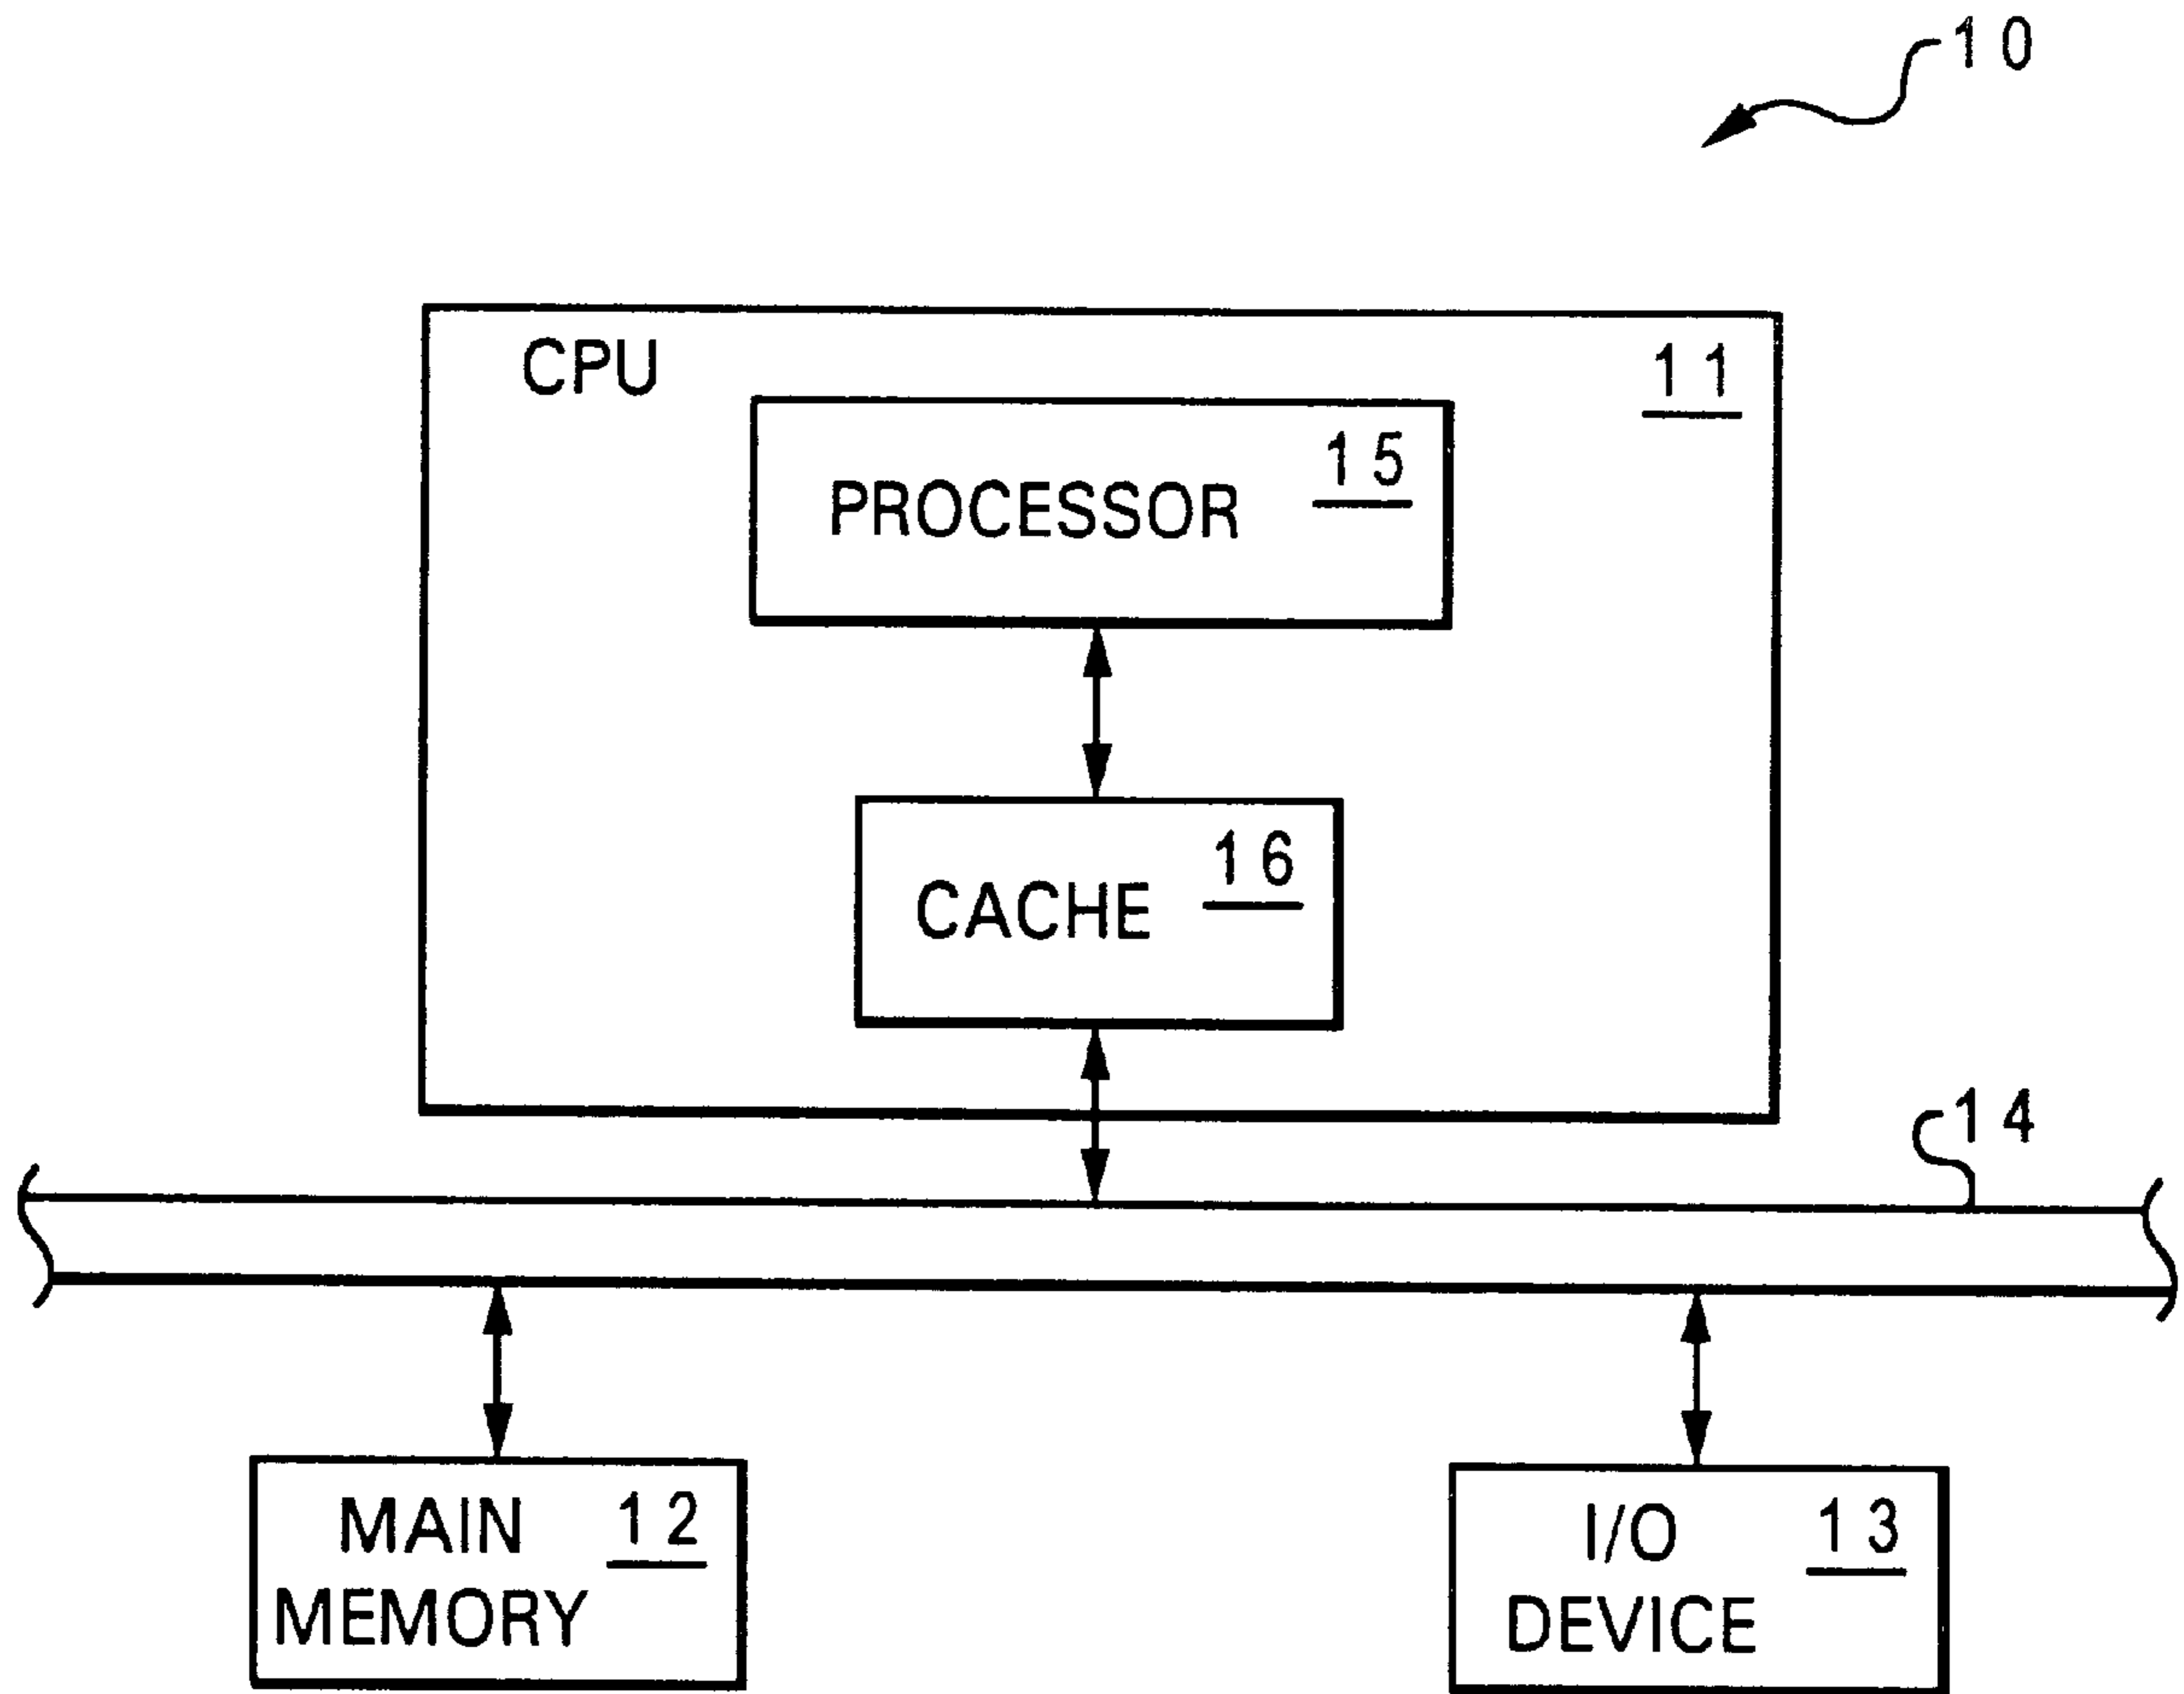 10
CPU
11
PROCESSOR
15
CACHE
16
14
MAIN
MEMORY
12
I/O
DEVICE
13